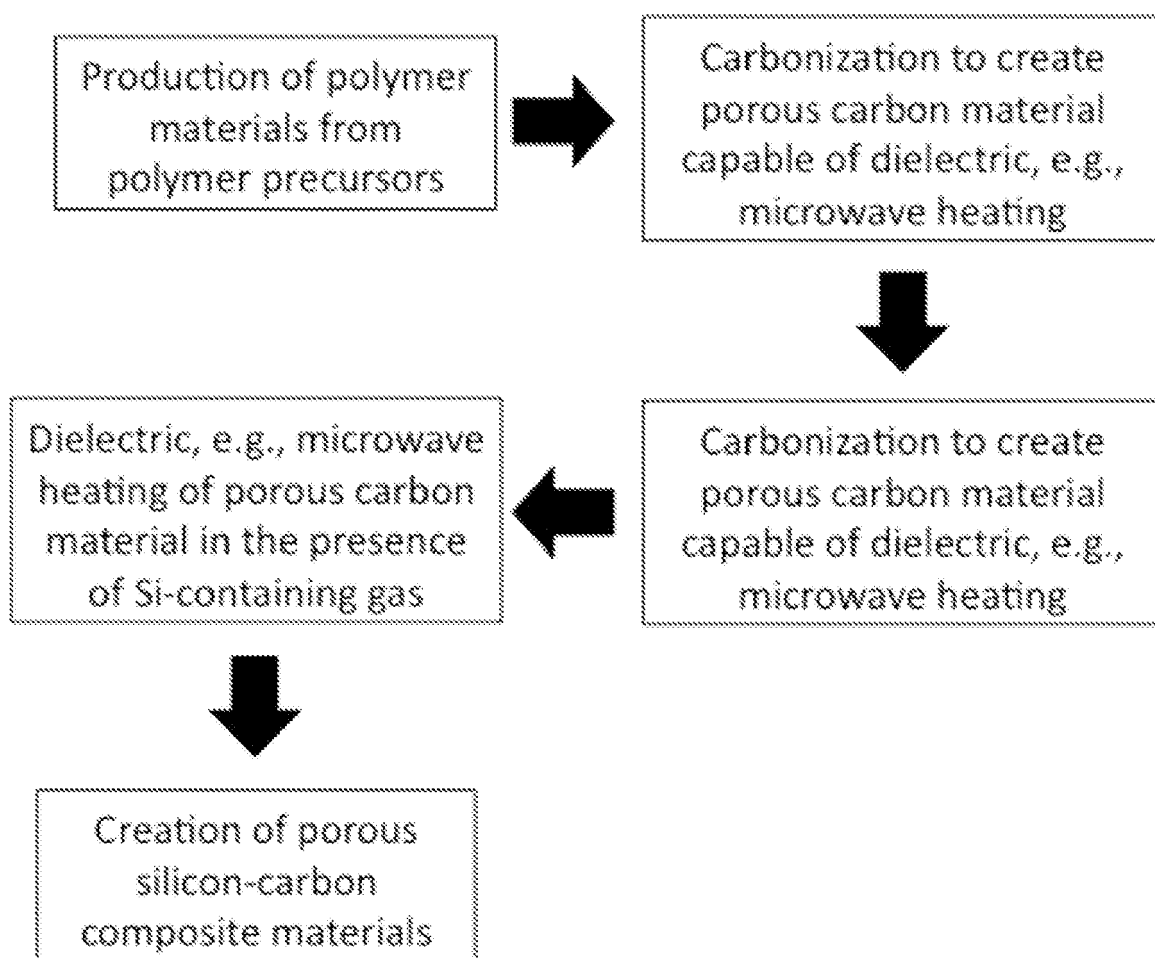 Production of polymer
materials from
polymer precursors
Carbonization to create
porous carbon material
capable of dielectric, e.g.,
microwave heating
Carbonization to create
porous carbon material
capable of dielectric, e.g.,
microwave heating
Dielectric, e.g., microwave
heating of porous carbon
material in the presence
of Si-containing gas
Creation of porous
silicon-carbon
composite materials